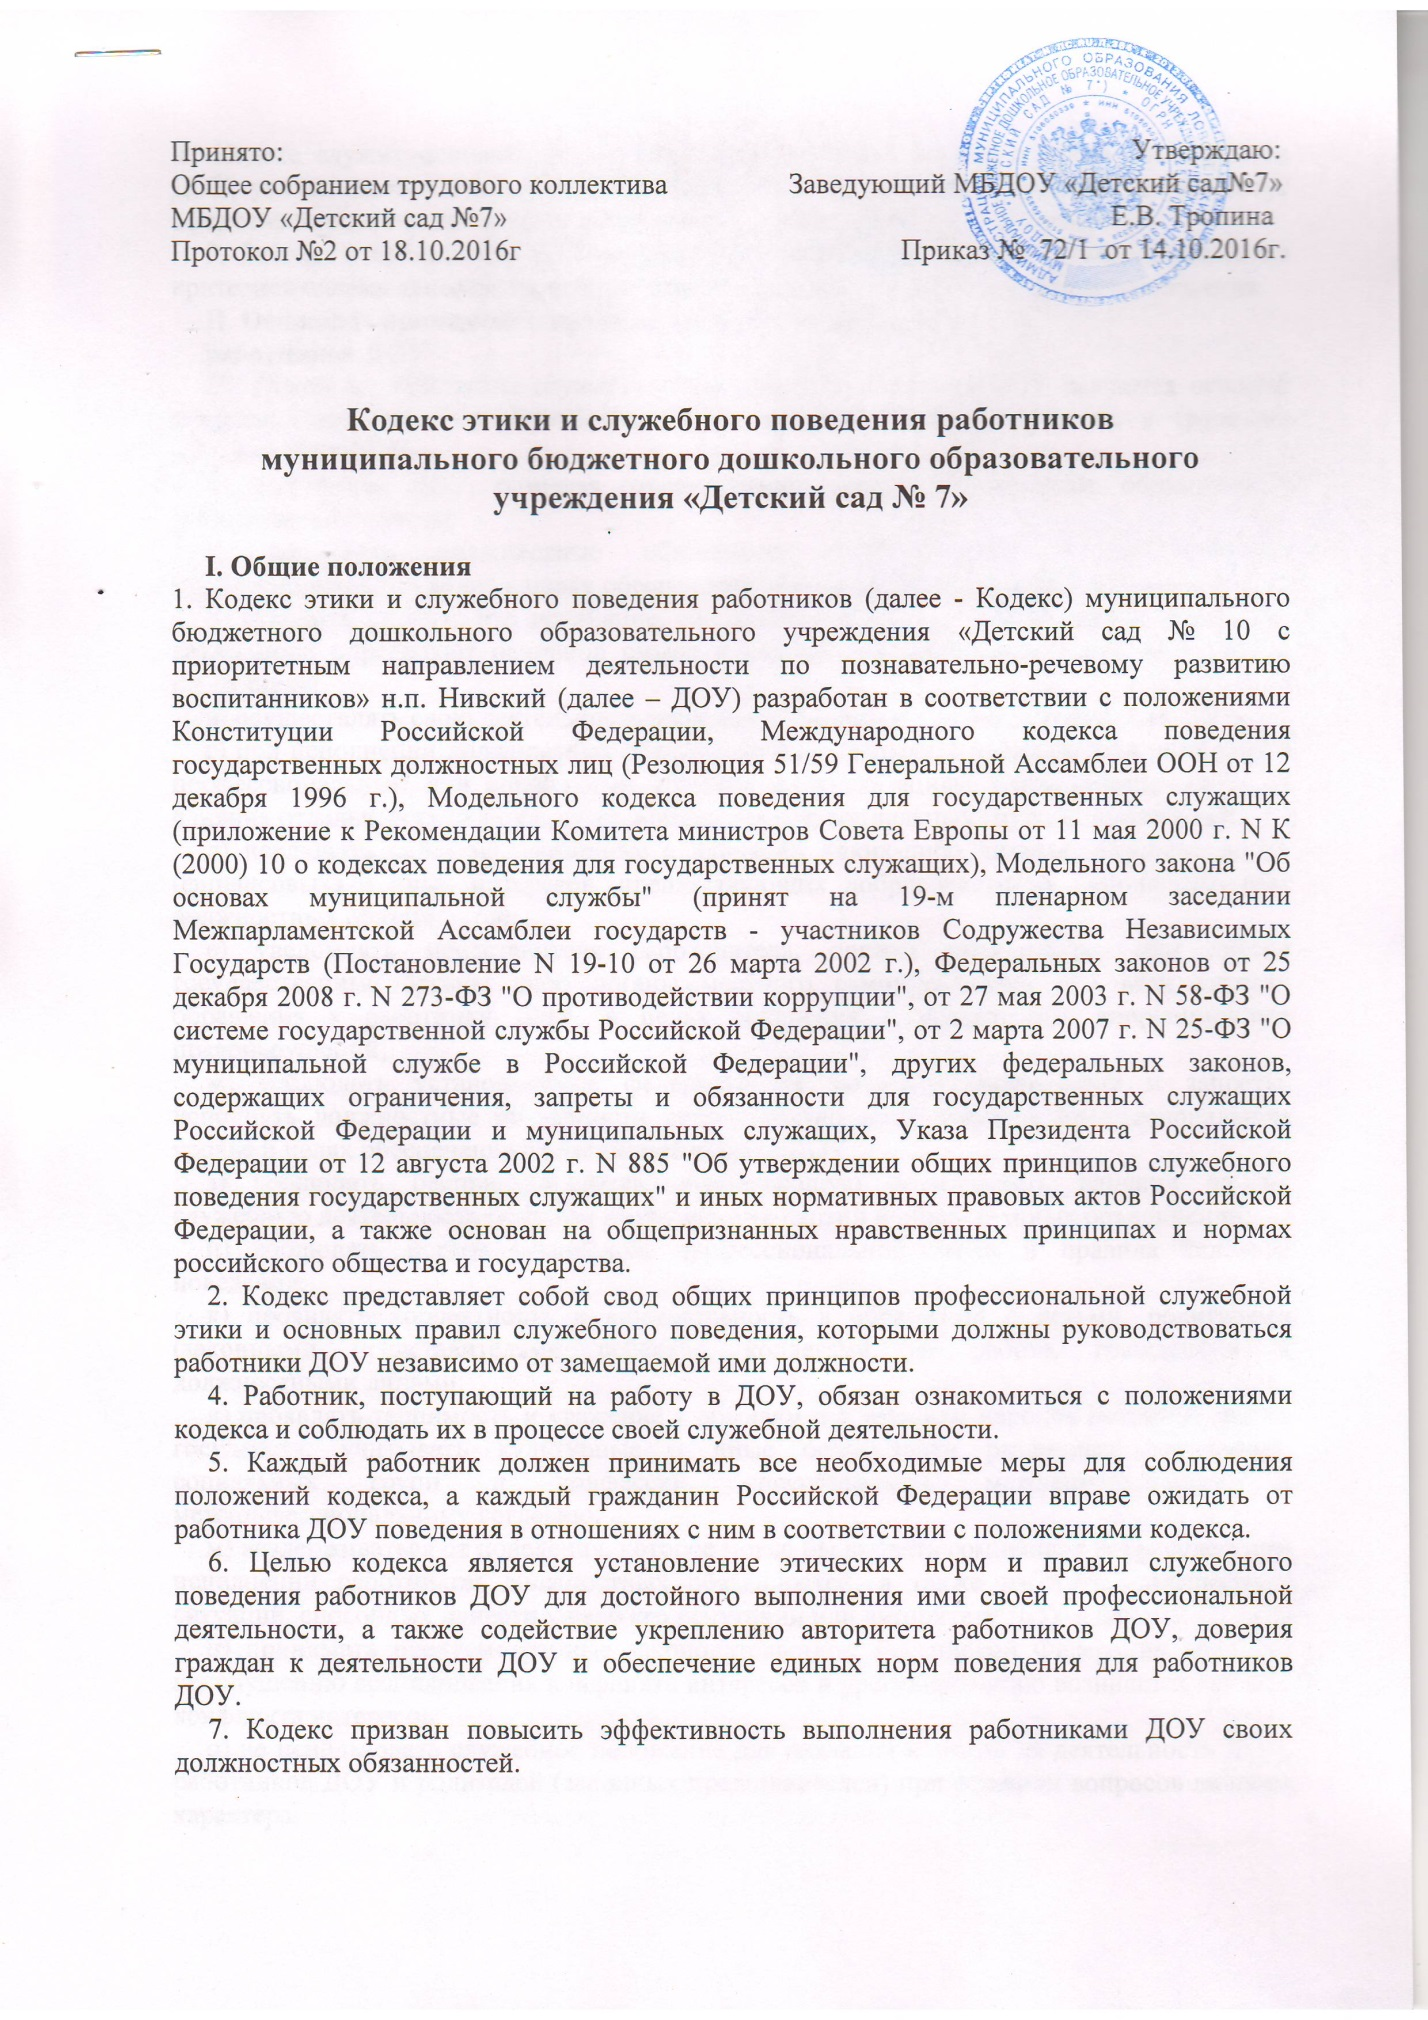 Принято: Утверждаю:
Общее собранием трудового коллектива Заведующий МБДОУ «Детский сад№7»
МБДОУ «Детский сад №7» Е.В. Тропина
Протокол №2 от 18.10.2016г Приказ № 72/1 от 14.10.2016г.
Кодекс этики и служебного поведения работников
муниципального бюджетного дошкольного образовательного
учреждения «Детский сад № 7»
I. Общие положения
1. Кодекс этики и служебного поведения работников (далее - Кодекс) муниципального
бюджетного дошкольного образовательного учреждения «Детский сад № 10 с
приоритетным направлением деятельности по познавательно-речевому развитию
воспитанников» н.п. Нивский (далее – ДОУ) разработан в соответствии с положениями
Конституции Российской Федерации, Международного кодекса поведения
государственных должностных лиц (Резолюция 51/59 Генеральной Ассамблеи ООН от 12
декабря 1996 г.), Модельного кодекса поведения для государственных служащих
(приложение к Рекомендации Комитета министров Совета Европы от 11 мая 2000 г. N К
(2000) 10 о кодексах поведения для государственных служащих), Модельного закона "Об
основах муниципальной службы" (принят на 19-м пленарном заседании
Межпарламентской Ассамблеи государств - участников Содружества Независимых
Государств (Постановление N 19-10 от 26 марта 2002 г.), Федеральных законов от 25
декабря 2008 г. N 273-ФЗ "О противодействии коррупции", от 27 мая 2003 г. N 58-ФЗ "О
системе государственной службы Российской Федерации", от 2 марта 2007 г. N 25-ФЗ "О
муниципальной службе в Российской Федерации", других федеральных законов,
содержащих ограничения, запреты и обязанности для государственных служащих
Российской Федерации и муниципальных служащих, Указа Президента Российской
Федерации от 12 августа 2002 г. N 885 "Об утверждении общих принципов служебного
поведения государственных служащих" и иных нормативных правовых актов Российской
Федерации, а также основан на общепризнанных нравственных принципах и нормах
российского общества и государства.
2. Кодекс представляет собой свод общих принципов профессиональной служебной
этики и основных правил служебного поведения, которыми должны руководствоваться
работники ДОУ независимо от замещаемой ими должности.
4. Работник, поступающий на работу в ДОУ, обязан ознакомиться с положениями
кодекса и соблюдать их в процессе своей служебной деятельности.
5. Каждый работник должен принимать все необходимые меры для соблюдения
положений кодекса, а каждый гражданин Российской Федерации вправе ожидать от
работника ДОУ поведения в отношениях с ним в соответствии с положениями кодекса.
6. Целью кодекса является установление этических норм и правил служебного
поведения работников ДОУ для достойного выполнения ими своей профессиональной
деятельности, а также содействие укреплению авторитета работников ДОУ, доверия
граждан к деятельности ДОУ и обеспечение единых норм поведения для работников
ДОУ.
7. Кодекс призван повысить эффективность выполнения работниками ДОУ своих
должностных обязанностей.